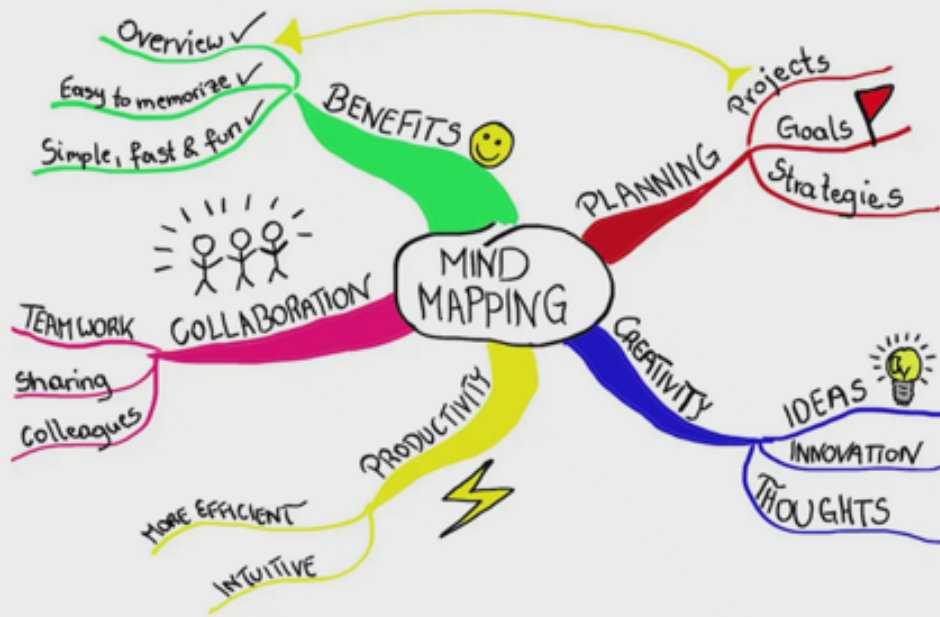 MIND
MAPPING
BENEFITS
Overview
Easy to memorize
Simple, fast & fun
PLANNING
Projects
Goals
Strategies
CREATIVITY
IDEAS
INNOVATION
THOUGHTS
PRODUCTIVITY
MORE EFFICIENT
INTUITIVE
COLLABORATION
TEAMWORK
sharing
colleagues